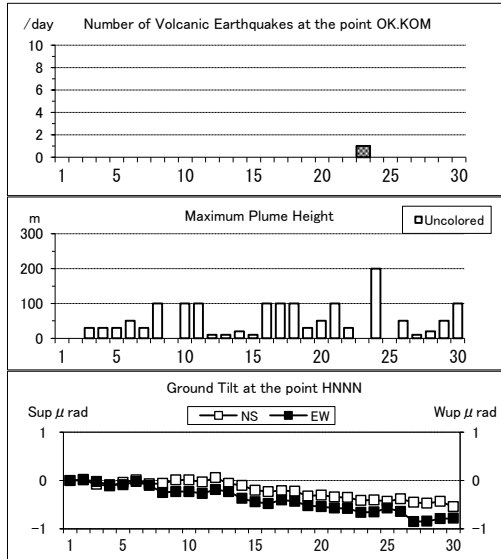 /day Number of Volcanic Earthquakes at the point OK.KOM
10
8
6
4
2
0
1 5 10 15 20 25 30
m Maximum Plume Height
Uncolored
300
200
100
0
1 5 10 15 20 25 30
Ground Tilt at the point HNNN
Sup μ rad Wup μ rad
NS EW
1 1
0 0
-1 -1
1 5 10 15 20 25 30